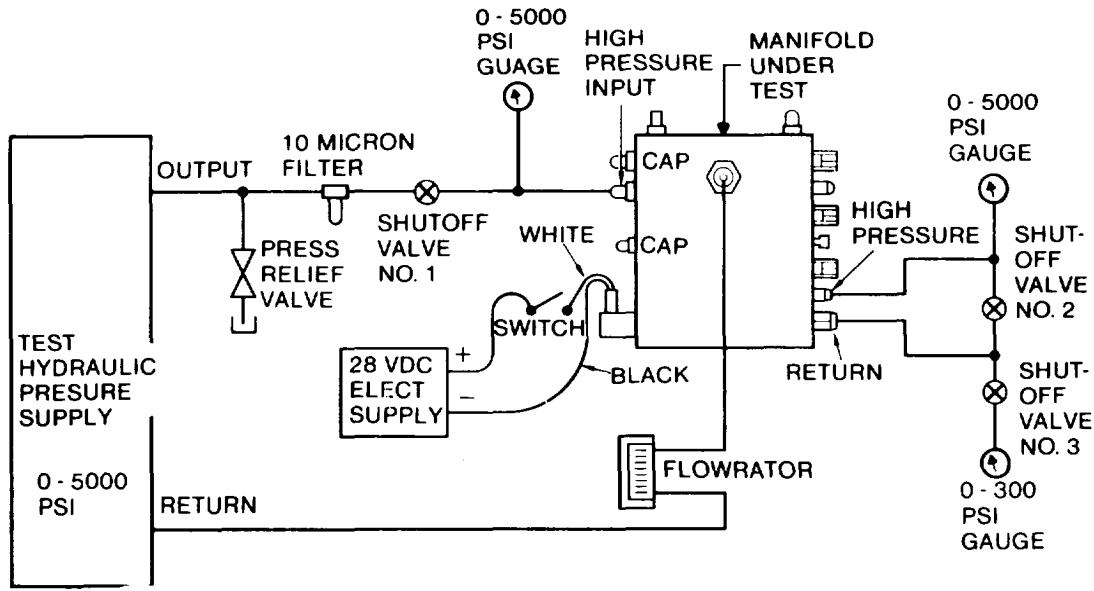 0 - 5000
PSI
GUAGE
HIGH
PRESSURE
INPUT
MANIFOLD
UNDER
TEST
0 - 5000
PSI
GAUGE
10 MICRON
FILTER
OUTPUT
CAP
SHUTOFF
VALVE
NO. 1
WHITE
CAP
HIGH
PRESSURE
SHUT-
OFF
VALVE
NO. 2
PRESS
RELIEF
VALVE
SWITCH
TEST
HYDRAULIC
PRESURE
SUPPLY
+
28 VDC
ELECT
SUPPLY
-
BLACK
RETURN
SHUT-
OFF
VALVE
NO. 3
FLOWRATOR
0 - 5000
PSI
RETURN
0 - 300
PSI
GAUGE